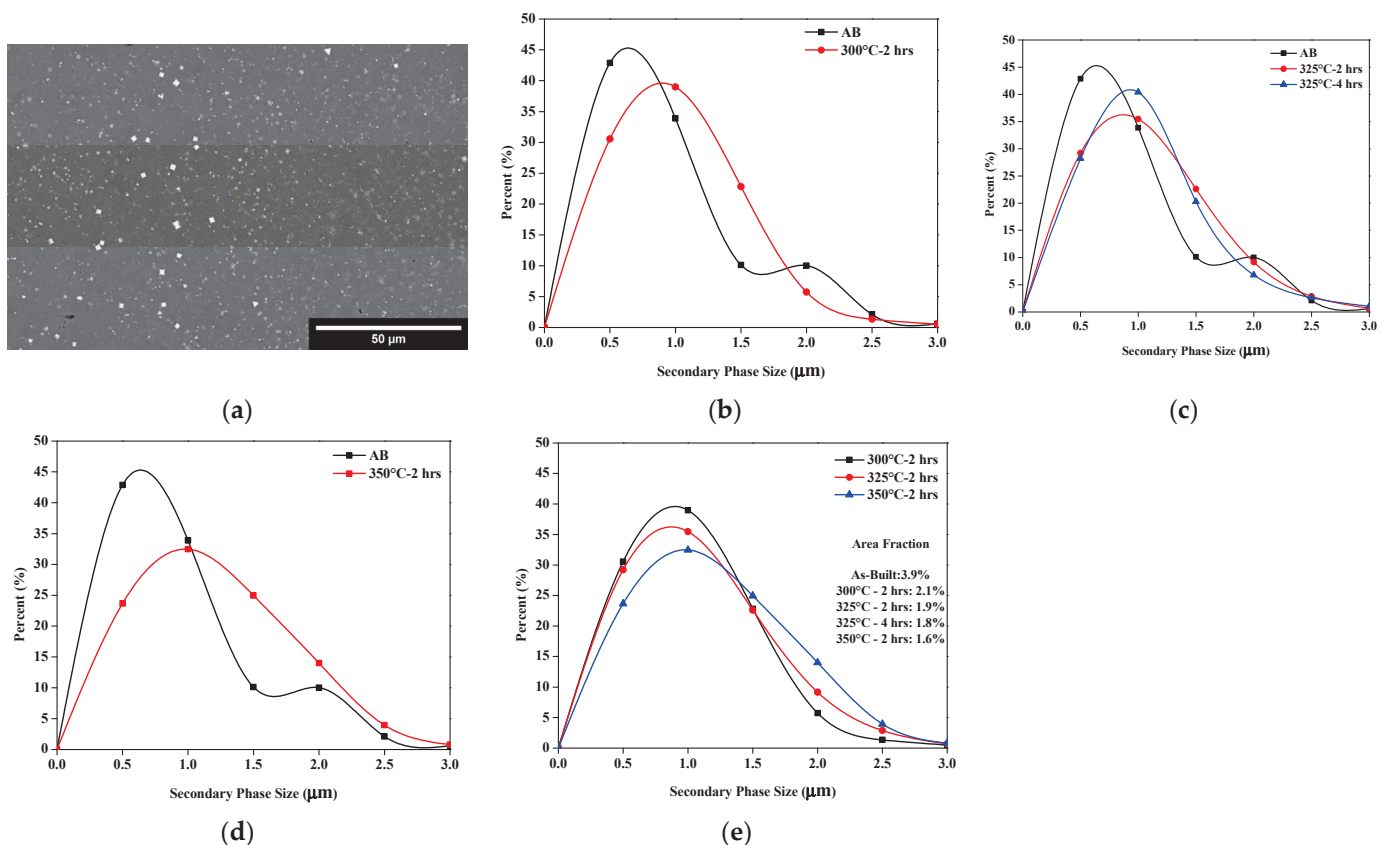 50 µm
(a)
50
45
40
35
30
25
20
15
10
5
0
Percent (%)
AB
300°C-2 hrs
0.0 0.5 1.0 1.5 2.0 2.5 3.0
Secondary Phase Size (µm)
(b)
50
45
40
35
30
25
20
15
10
5
0
Percent (%)
AB
325°C-2 hrs
325°C-4 hrs
0.0 0.5 1.0 1.5 2.0 2.5 3.0
Secondary Phase Size (µm)
(c)
50
45
40
35
30
25
20
15
10
5
0
Percent (%)
AB
350°C-2 hrs
0.0 0.5 1.0 1.5 2.0 2.5 3.0
Secondary Phase Size (µm)
(d)
50
45
40
35
30
25
20
15
10
5
0
Percent (%)
300°C-2 hrs
325°C-2 hrs
350°C-2 hrs
Area Fraction
As-Built:3.9%
300°C - 2 hrs: 2.1%
325°C - 2 hrs: 1.9%
325°C - 4 hrs: 1.8%
350°C - 2 hrs: 1.6%
0.0 0.5 1.0 1.5 2.0 2.5 3.0
Secondary Phase Size (µm)
(e)